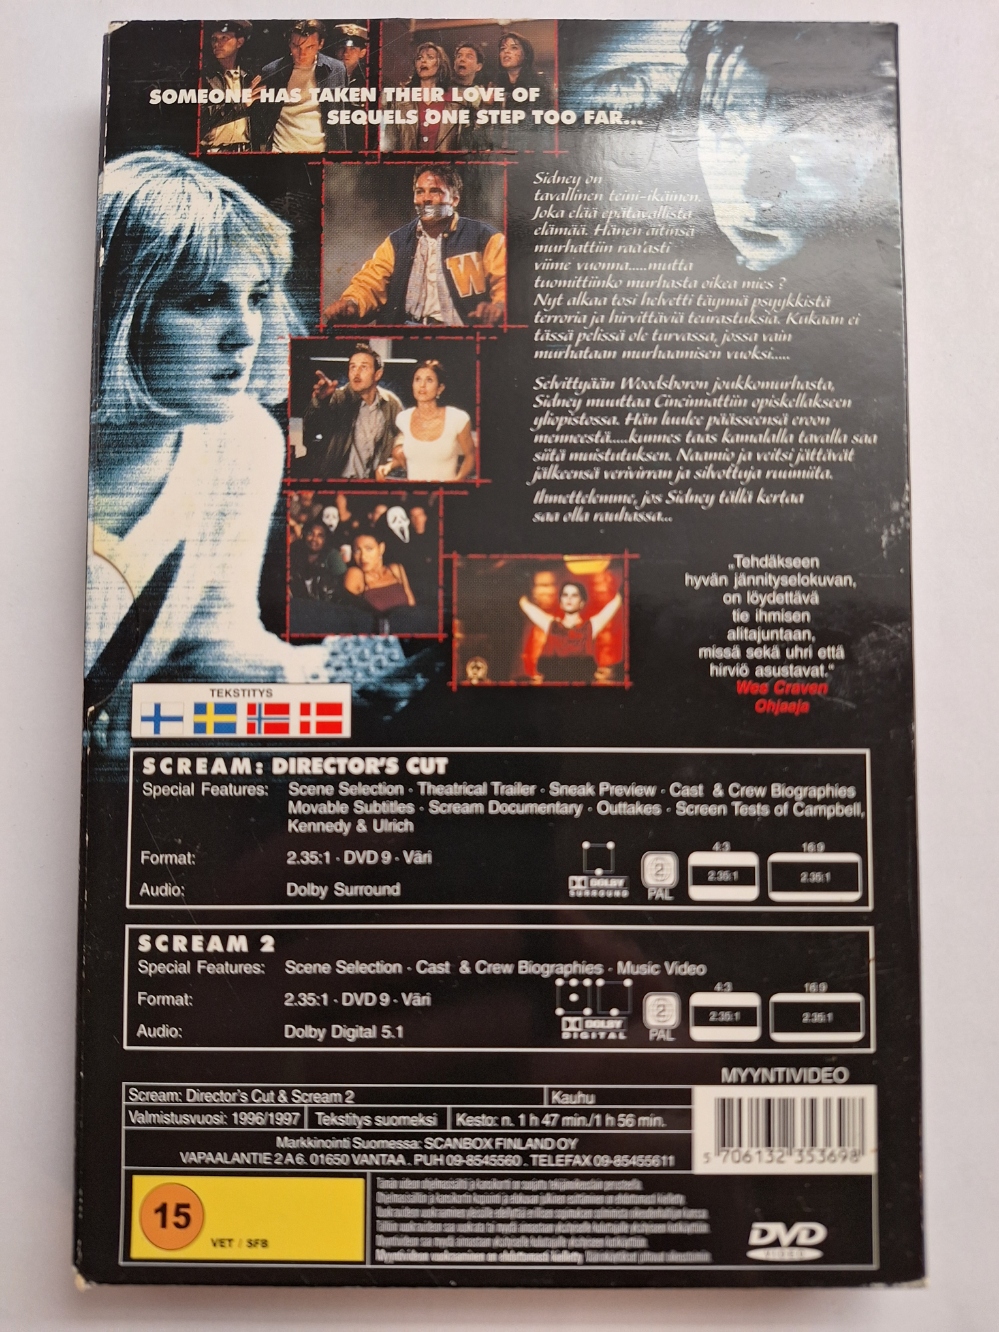 SOMEONE HAS TAKEN THEIR LOVE OF
SEQUELS ONE STEP TOO FAR...
Sidney on
tavallinen teini-ikäinen,
Joka elää epätavallista
elämää. Hänen äitinsä
murhattiin raa'asti
viime vuonna.....mutta
tuomittiinko murhasta oikea mies ?
Nyt alkaa tosi helvetti täynnä psyykkistä
terroria ja hirvittäviä teurastuksia. Kukaan ei
tässä pelissä ole turvassa, jossa vain
murhataan murhaamisen vuoksi.....
Selvittyään Woodsboron joukkomurhasta,
Sidney muuttaa Cincinnattiin opiskellakseen
yliopistossa. Hän luulee päässeensä eroon
menneestä.....kunnes taas kamalalla tavalla saa
siitä muistutuksen. Naamio ja veitsi jättävät
jälkeensä verivirran ja silvottuja ruumiita.
Ihmettelemme, jos Sidney tällä kertaa
saa olla rauhassa...
W
„Tehdäkseen
hyvän jännityselokuvan,
on löydettävä
tie ihmisen
alitajuntaan,
missä sekä uhri että
hirviö asustavat."
Wes Craven
Ohjaaja
TEKSTITYS
SCREAM: DIRECTOR'S CUT
Special Features: Scene Selection · Theatrical Trailer · Sneak Preview · Cast & Crew Biographies
Movable Subtitles · Scream Documentary · Outtakes · Screen Tests of Campbell,
Kennedy & Ulrich
Format: 2.35:1 · DVD 9 · Väri
Audio: Dolby Surround
DOLBY
SURROUND
2
PAL
4:3
2.35:1
16:9
2.35:1
SCREAM 2
Special Features: Scene Selection · Cast & Crew Biographies · Music Video
Format: 2.35:1 · DVD 9 · Väri
Audio: Dolby Digital 5.1
DOLBY
DIGITAL
2
PAL
4:3
2.35:1
16:9
2.35:1
MYYNTIVIDEO
Scream: Director's Cut & Scream 2
Kauhu
Valmistusvuosi: 1996/1997
Tekstitys suomeksi
Kesto: n. 1 h 47 min./1 h 56 min.
Markkinointi Suomessa: SCANBOX FINLAND OY
VAPAALANTIE 2 A 6. 01650 VANTAA . PUH 09-8545560 . TELEFAX 09-85455611
5 706132 353698
15
VET / SFB
DVD
VIDEO